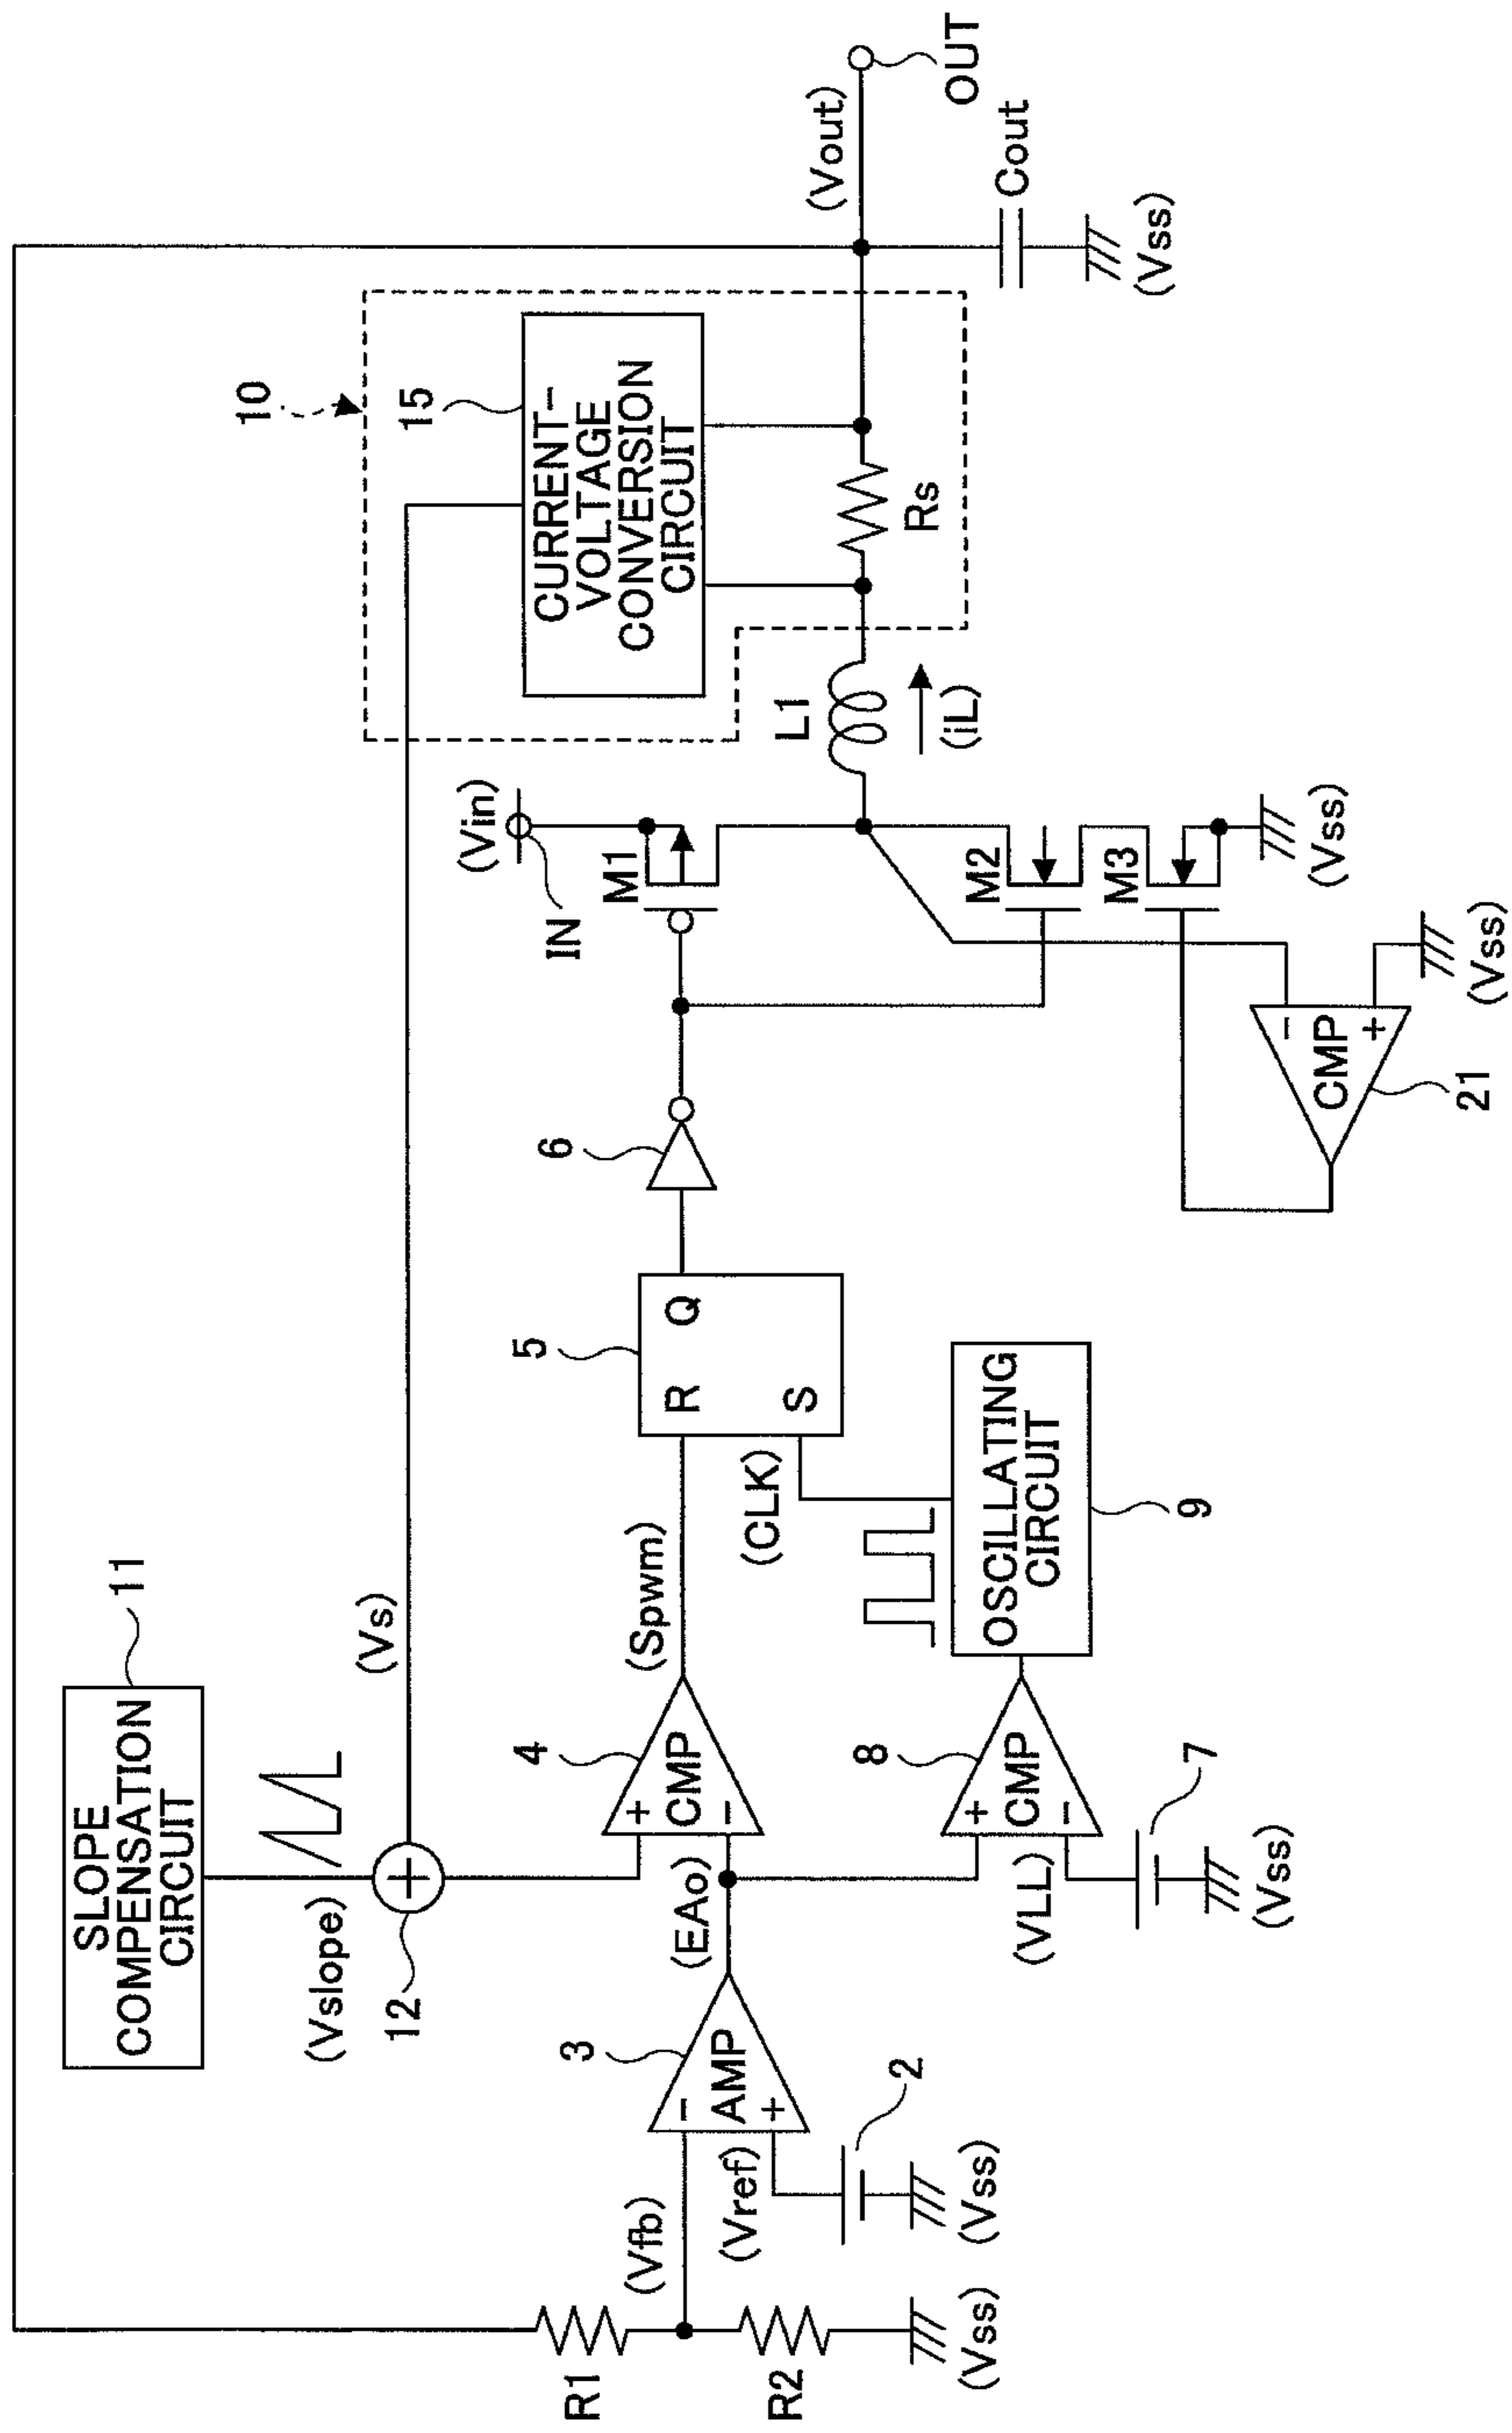 SLOPE
COMPENSATION
CIRCUIT
11
(Vslope)
12
(Vs)
10
15
CURRENT-
VOLTAGE
CONVERSION
CIRCUIT
R1
R2
(Vss)
(Vfb)
(Vref)
2
(Vss)
3
-
AMP
+
(EAo)
4
+
CMP
-
(Spwm)
5
R
Q
S
(CLK)
6
(VLL)
7
(Vss)
8
+
CMP
-
OSCILLATING
CIRCUIT
9
(Vin)
IN
M1
M2
M3
(Vss)
-
CMP
+
21
(Vss)
L1
(iL)
Rs
(Vout)
OUT
Cout
(Vss)